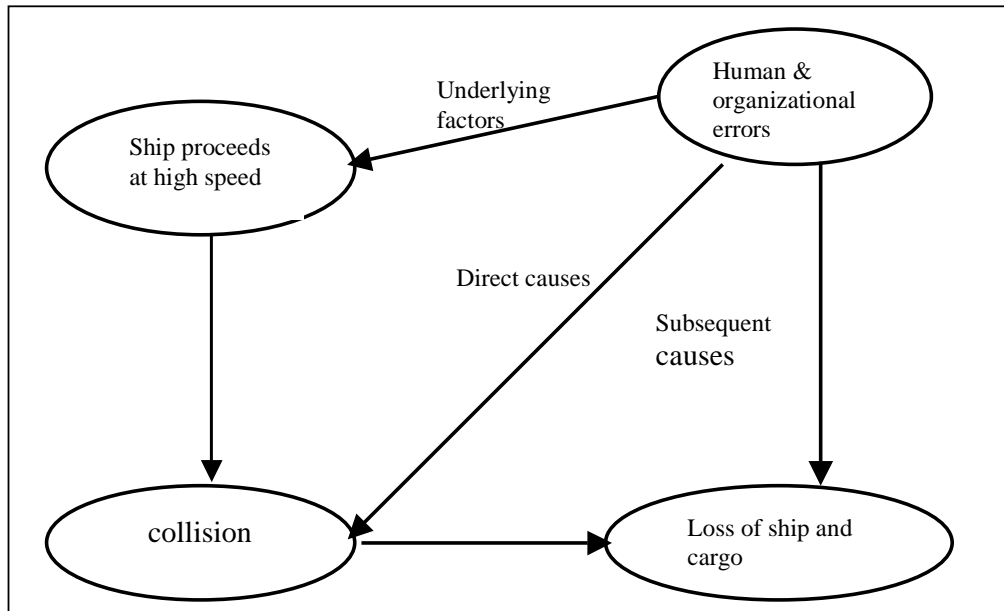 Human &
organizational
errors
Underlying
factors
Ship proceeds
at high speed
Direct causes
Subsequent
causes
collision
Loss of ship and
cargo